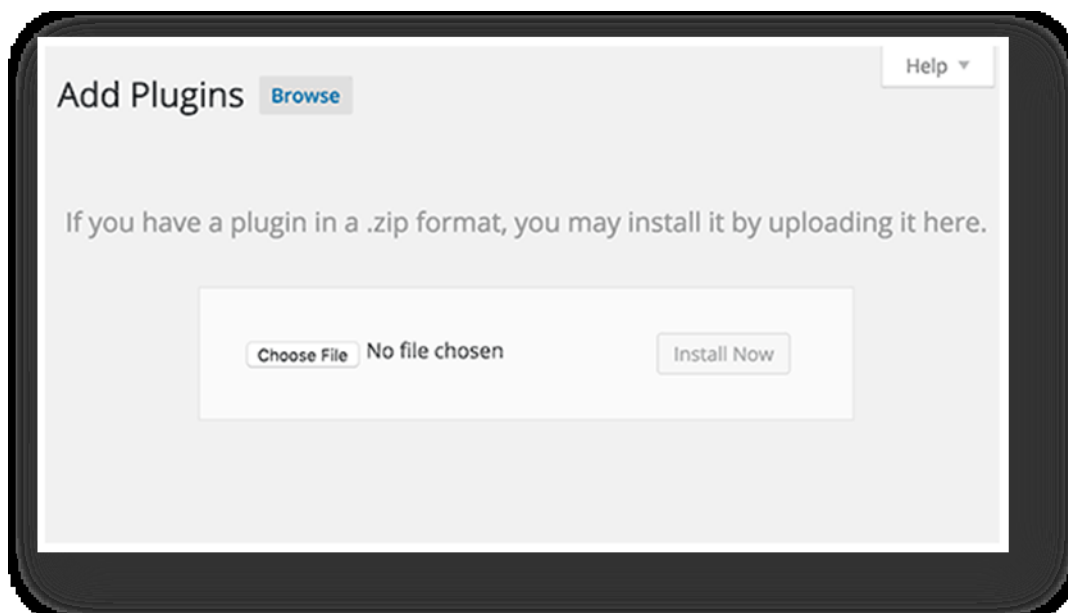 Help
Add Plugins Browse
If you have a plugin in a .zip format, you may install it by uploading it here.
Choose File No file chosen Install Now